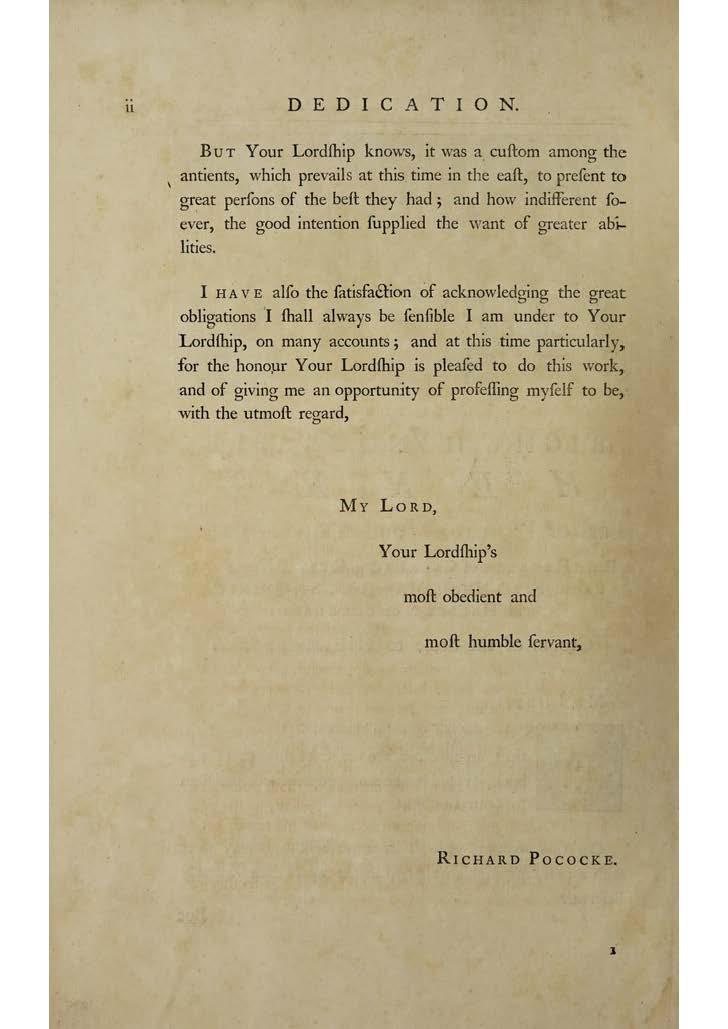 ii
DEDICATION.
BUT Your Lordſhip knows, it was a cuſtom among the
antients, which prevails at this time in the eaſt, to preſent to
great perſons of the beſt they had; and how indifferent ſo-
ever, the good intention ſupplied the want of greater abi-
lities.
I HAVE alſo the ſatisfaction of acknowledging the great
obligations I ſhall always be ſenſible I am under to Your
Lordſhip, on many accounts; and at this time particularly,
for the honour Your Lordſhip is pleaſed to do this work,
and of giving me an opportunity of profeſſing myſelf to be,
with the utmoſt regard,
MY LORD,
Your Lordſhip's
moſt obedient and
moſt humble ſervant,
RICHARD POCOCKE.
1